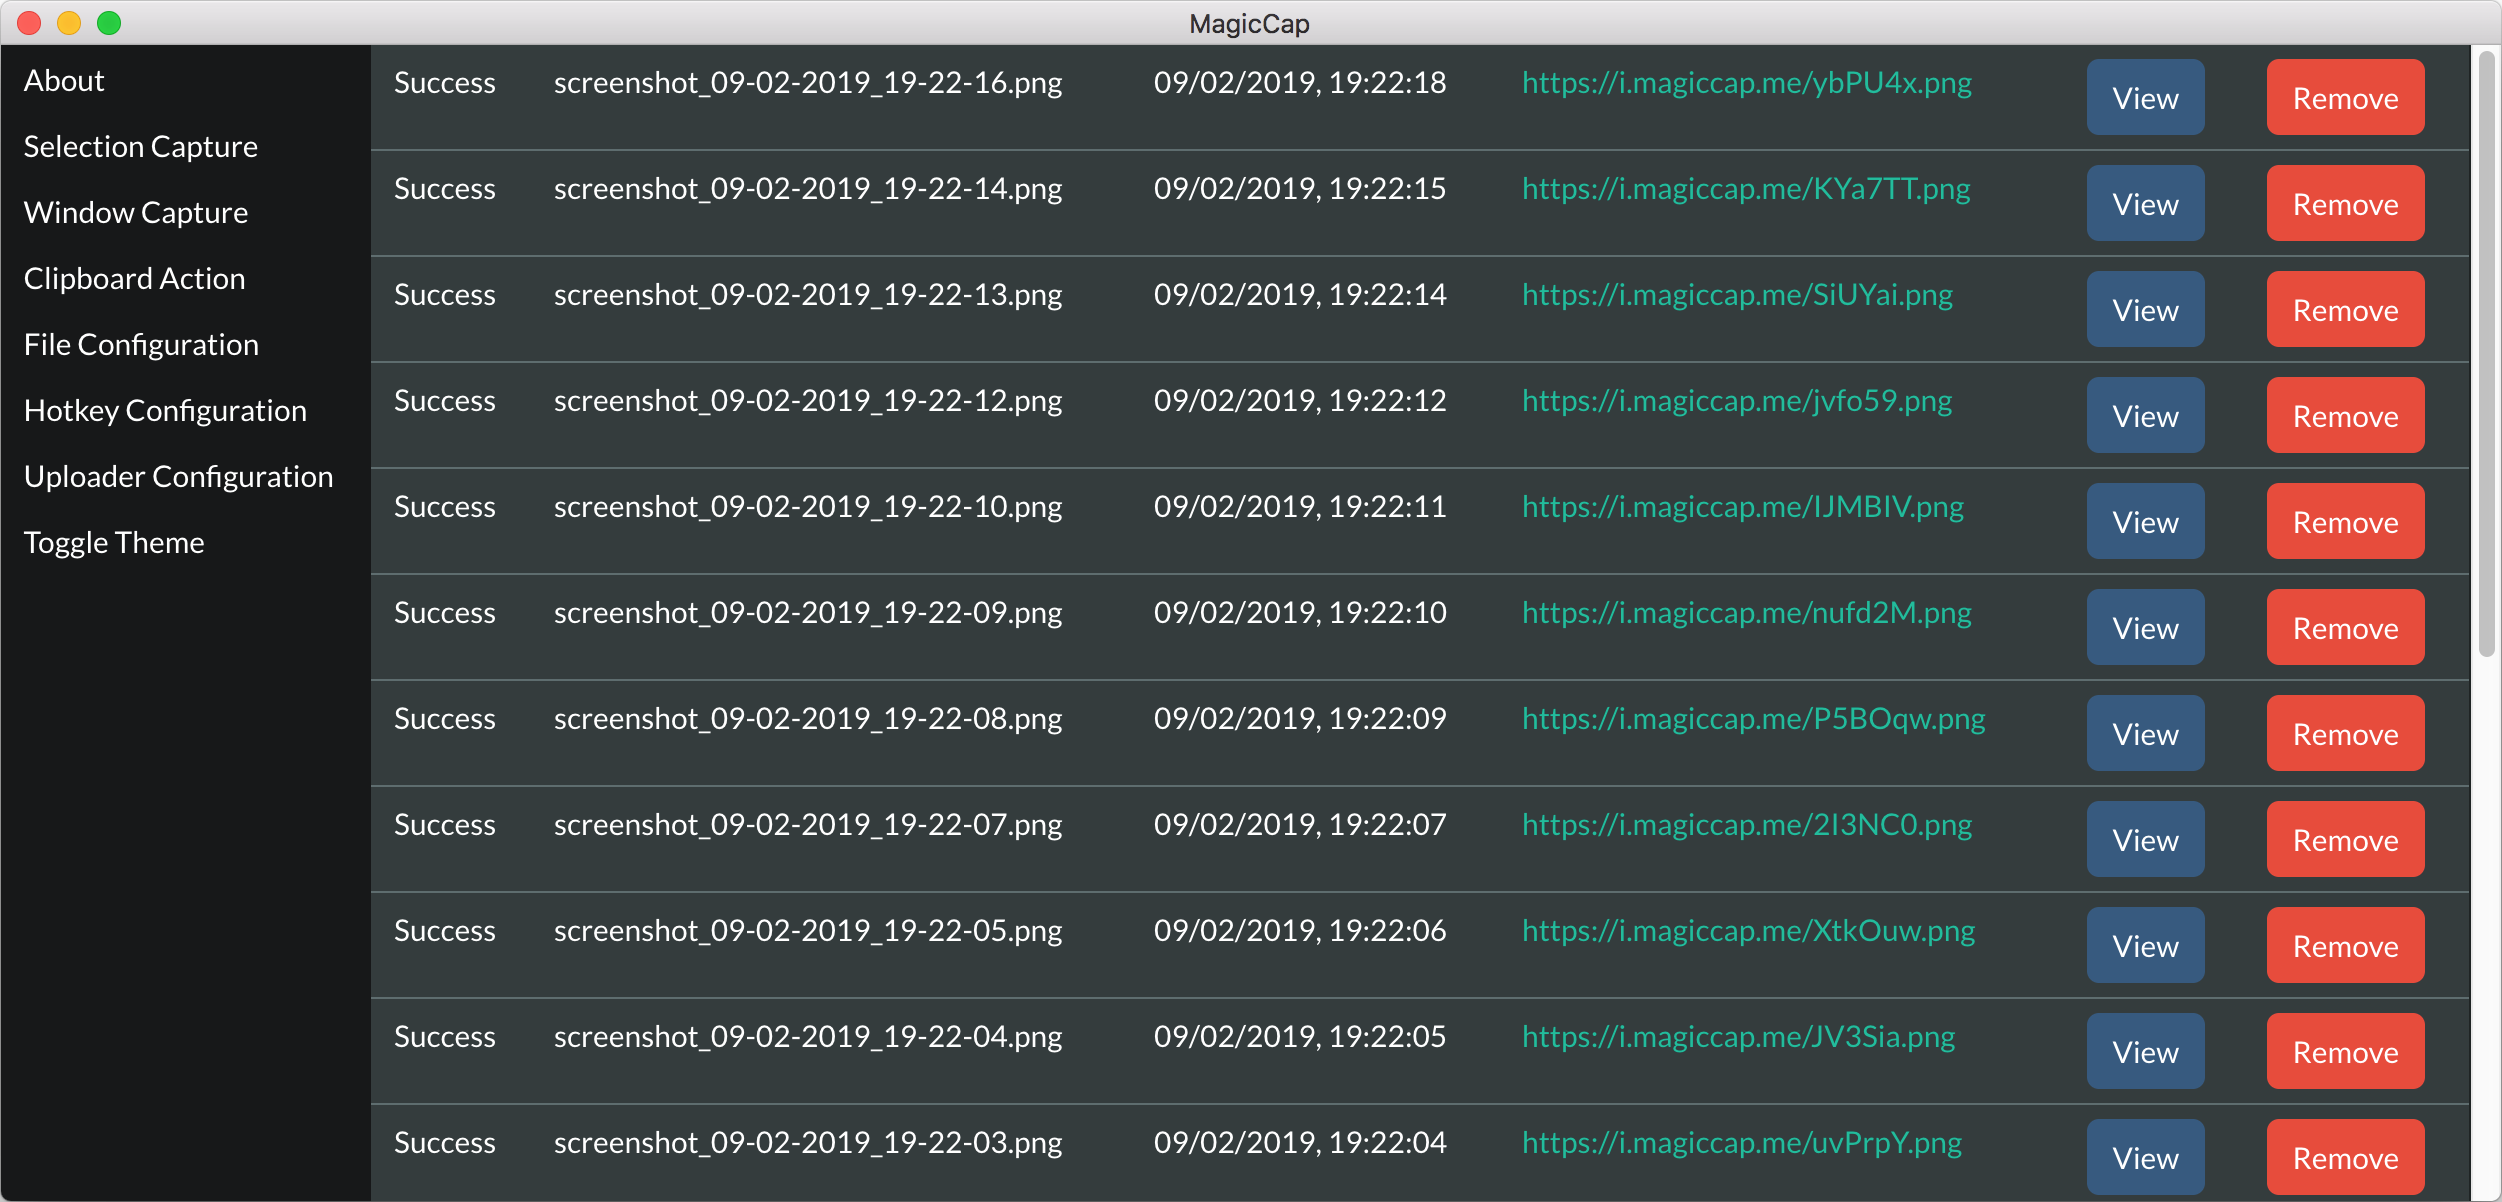 MagicCap
About
Selection Capture
Window Capture
Clipboard Action
File Configuration
Hotkey Configuration
Uploader Configuration
Toggle Theme
Success screenshot_09-02-2019_19-22-16.png 09/02/2019, 19:22:18 https://i.magiccap.me/ybPU4x.png View Remove
Success screenshot_09-02-2019_19-22-14.png 09/02/2019, 19:22:15 https://i.magiccap.me/KYa7TT.png View Remove
Success screenshot_09-02-2019_19-22-13.png 09/02/2019, 19:22:14 https://i.magiccap.me/SiUYai.png View Remove
Success screenshot_09-02-2019_19-22-12.png 09/02/2019, 19:22:12 https://i.magiccap.me/jvfo59.png View Remove
Success screenshot_09-02-2019_19-22-10.png 09/02/2019, 19:22:11 https://i.magiccap.me/IJMBIV.png View Remove
Success screenshot_09-02-2019_19-22-09.png 09/02/2019, 19:22:10 https://i.magiccap.me/nufd2M.png View Remove
Success screenshot_09-02-2019_19-22-08.png 09/02/2019, 19:22:09 https://i.magiccap.me/P5BOqw.png View Remove
Success screenshot_09-02-2019_19-22-07.png 09/02/2019, 19:22:07 https://i.magiccap.me/2I3NC0.png View Remove
Success screenshot_09-02-2019_19-22-05.png 09/02/2019, 19:22:06 https://i.magiccap.me/XtkOuw.png View Remove
Success screenshot_09-02-2019_19-22-04.png 09/02/2019, 19:22:05 https://i.magiccap.me/JV3Sia.png View Remove
Success screenshot_09-02-2019_19-22-03.png 09/02/2019, 19:22:04 https://i.magiccap.me/uvPrpY.png View Remove